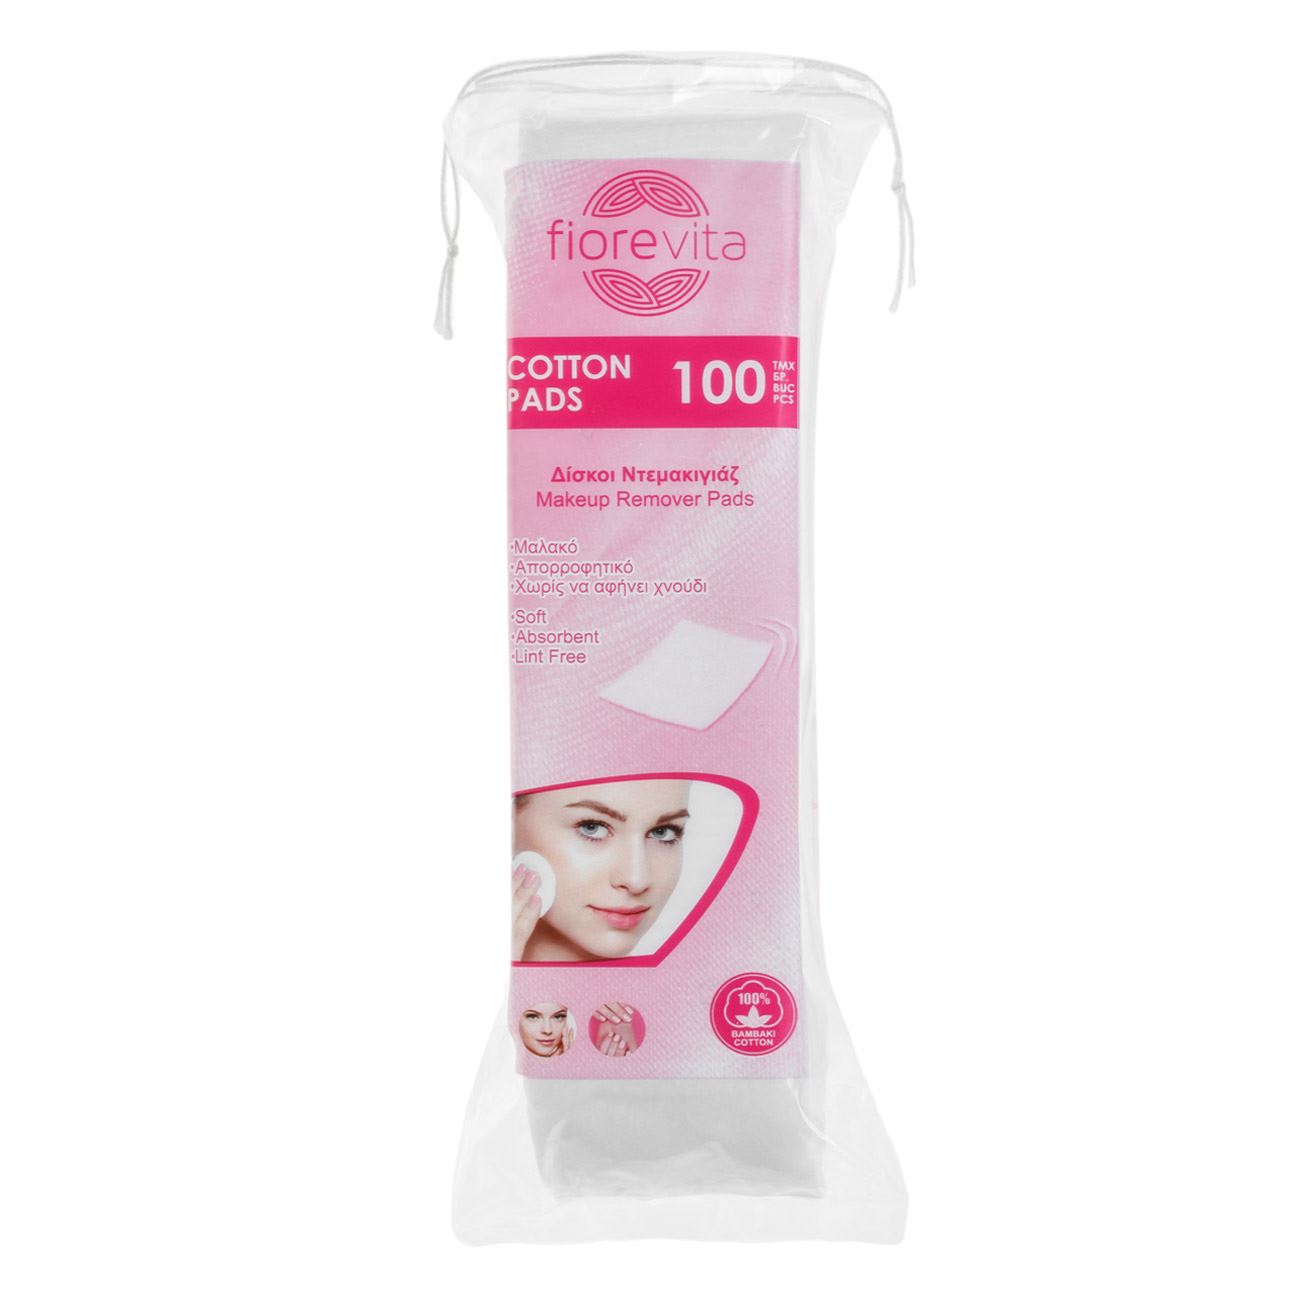 fiorevita
COTTON
PADS
100
ΤΜΧ
БР.
BUC
PCS
Δίσκοι Ντεμακιγιάζ
Makeup Remover Pads
•Μαλακό
•Απορροφητικό
•Χωρίς να αφήνει χνούδι
•Soft
•Absorbent
•Lint Free
100%
BAMBAKI
COTTON